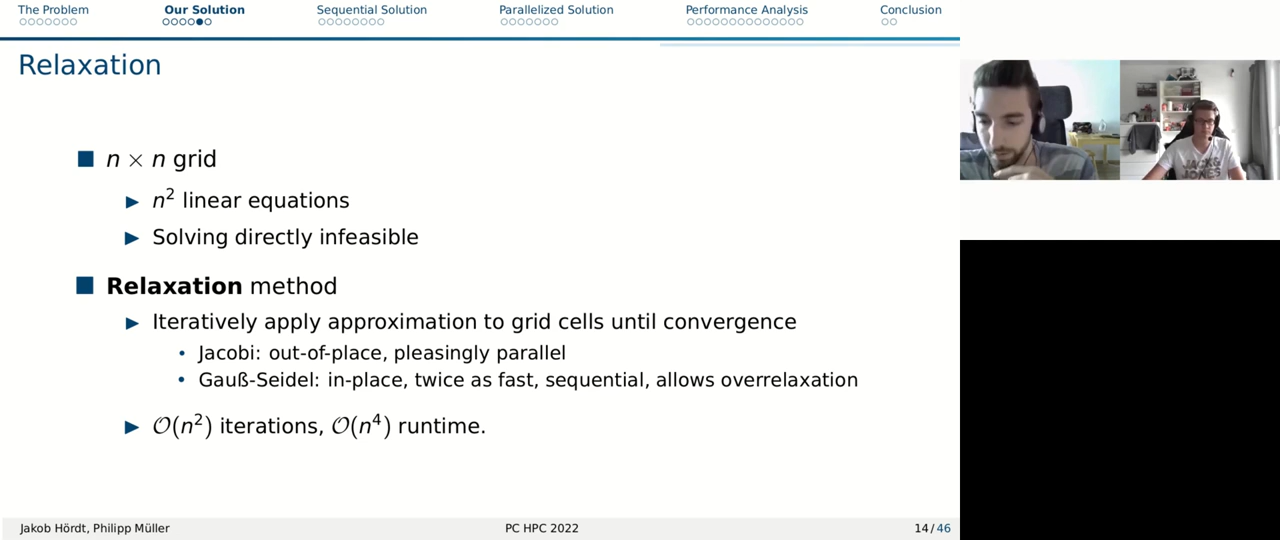 The Problem Our Solution Sequential Solution Parallelized Solution Performance Analysis Conclusion
Relaxation
n × n grid
n² linear equations
Solving directly infeasible
Relaxation method
Iteratively apply approximation to grid cells until convergence
Jacobi: out-of-place, pleasingly parallel
Gauß-Seidel: in-place, twice as fast, sequential, allows overrelaxation
𝒪(n²) iterations, 𝒪(n⁴) runtime.
Jakob Hördt, Philipp Müller PC HPC 2022 14/46
JACK&
JONES